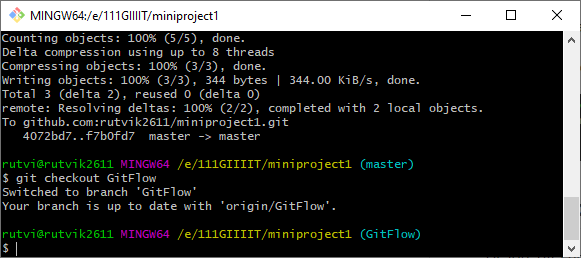 MINGW64:/e/111GIIIIT/miniproject1
Counting objects: 100% (5/5), done.
Delta compression using up to 8 threads
Compressing objects: 100% (3/3), done.
Writing objects: 100% (3/3), 344 bytes | 344.00 KiB/s, done.
Total 3 (delta 2), reused 0 (delta 0)
remote: Resolving deltas: 100% (2/2), completed with 2 local objects.
To github.com:rutvik2611/miniproject1.git
   4072bd7..f7b0fd7  master -> master

rutvi@rutvik2611 MINGW64 /e/111GIIIIT/miniproject1 (master)
$ git checkout GitFlow
Switched to branch 'GitFlow'
Your branch is up to date with 'origin/GitFlow'.

rutvi@rutvik2611 MINGW64 /e/111GIIIIT/miniproject1 (GitFlow)
$